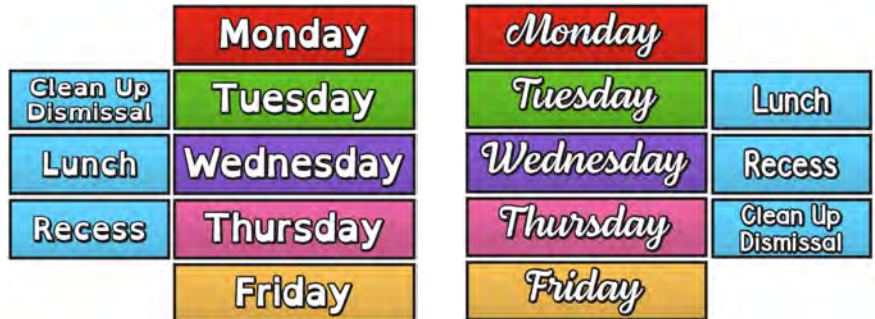 Monday
Clean Up
Dismissal
Tuesday
Lunch
Wednesday
Recess
Thursday
Friday
Monday
Tuesday
Lunch
Wednesday
Recess
Thursday
Clean Up
Dismissal
Friday